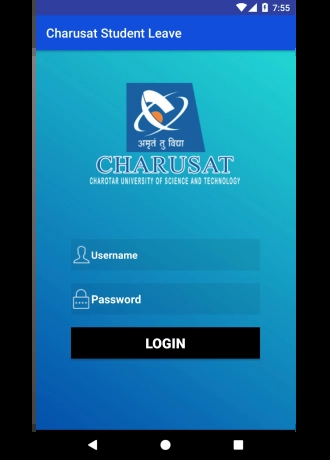 7:55
Charusat Student Leave
अमृतं तु विद्या
CHARUSAT
CHAROTAR UNIVERSITY OF SCIENCE AND TECHNOLOGY
Username
Password
LOGIN